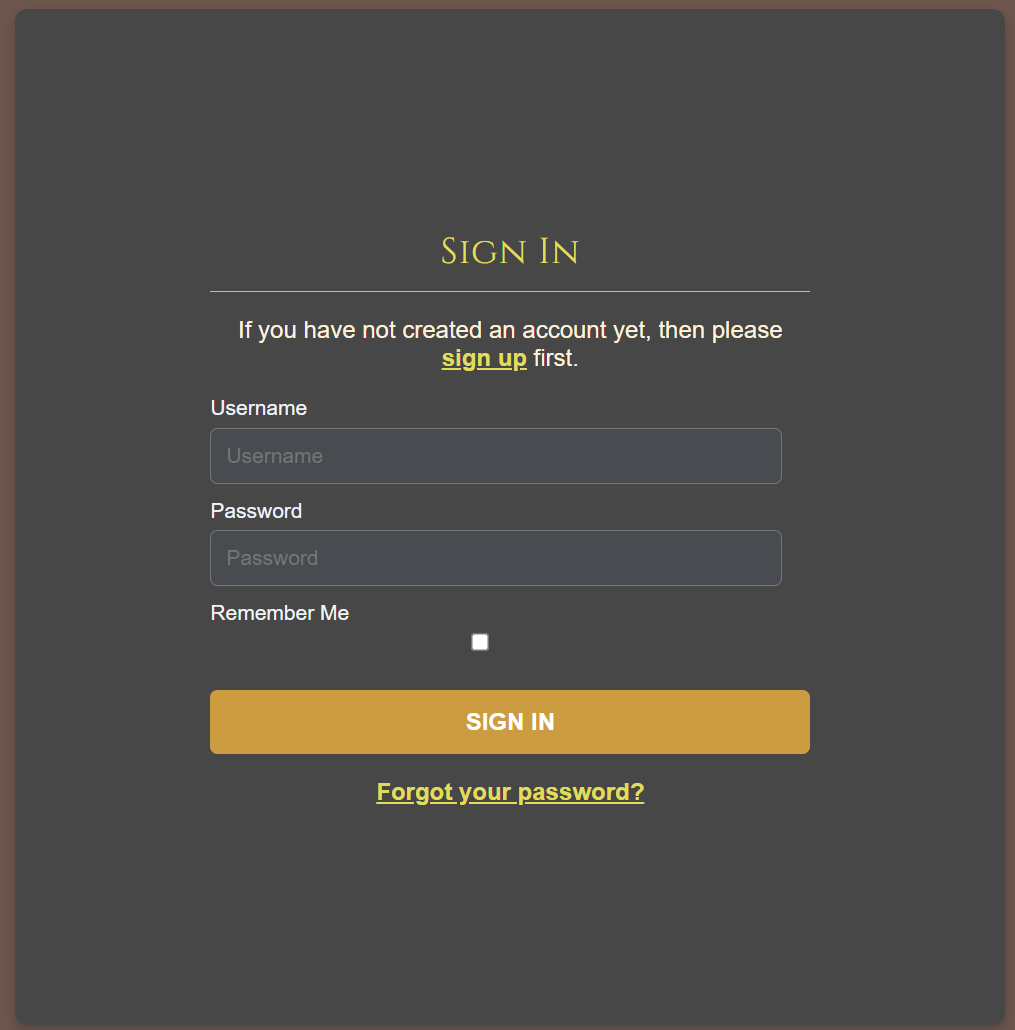 Sign In
If you have not created an account yet, then please
sign up first.
Username
Username
Password
Password
Remember Me
SIGN IN
Forgot your password?